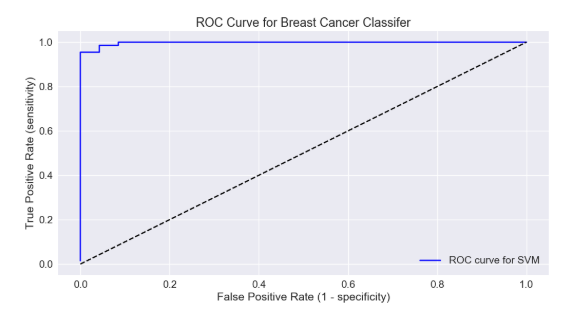 ROC Curve for Breast Cancer Classifer
True Positive Rate (sensitivity)
1.0
0.8
0.6
0.4
0.2
0.0
ROC curve for SVM
0.0 0.2 0.4 0.6 0.8 1.0
False Positive Rate (1 - specificity)